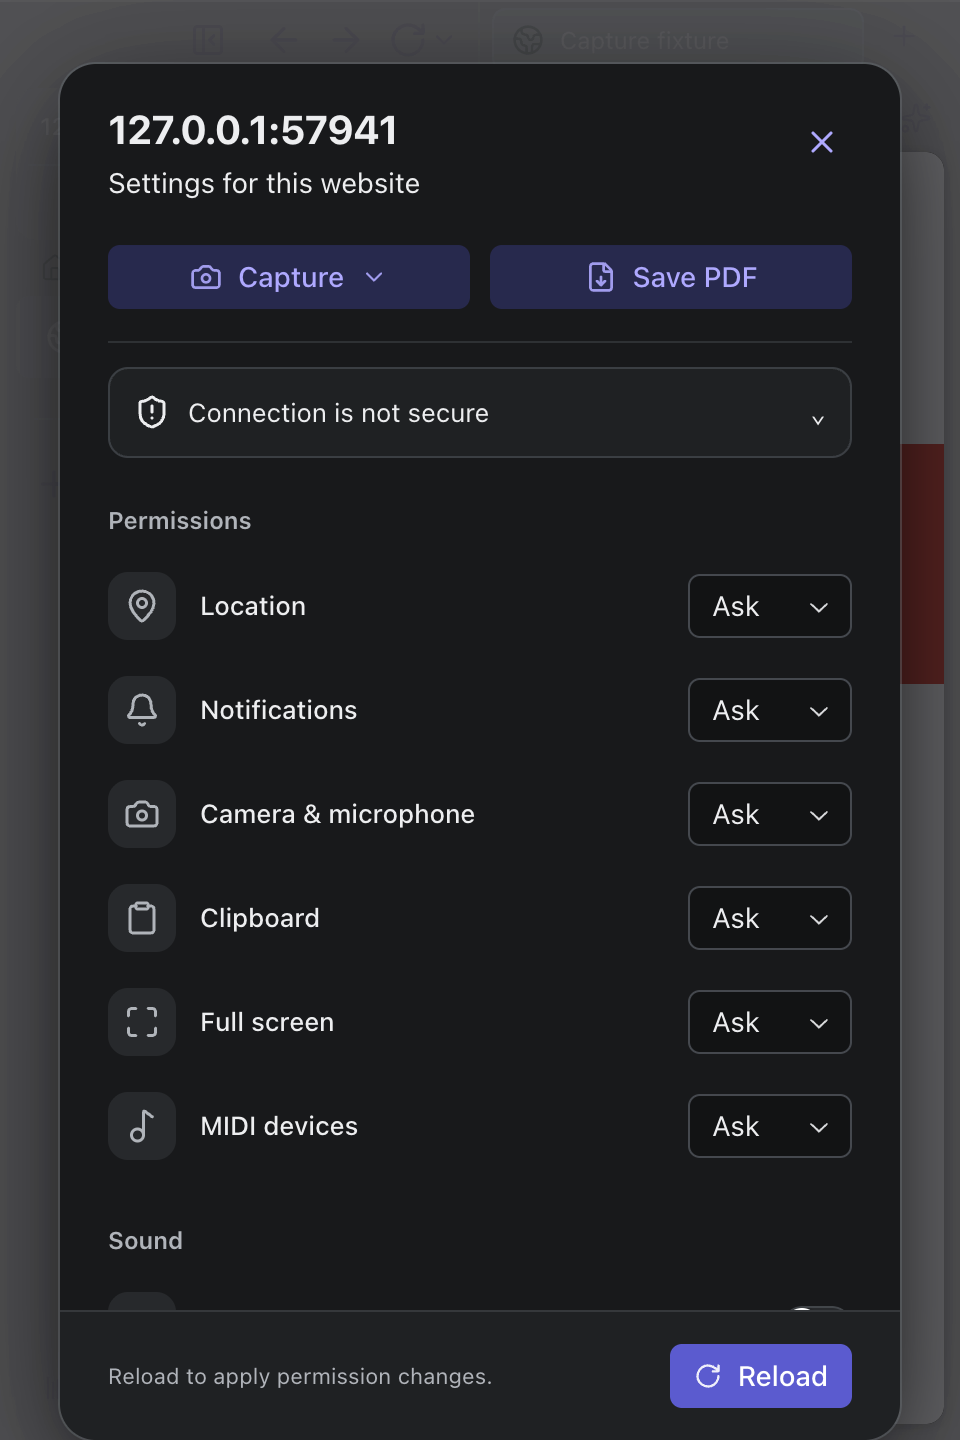 Capture fixture
127.0.0.1:57941
Settings for this website
Capture
Save PDF
Connection is not secure
Permissions
Location
Ask
Notifications
Ask
Camera & microphone
Ask
Clipboard
Ask
Full screen
Ask
MIDI devices
Ask
Sound
Reload to apply permission changes.
Reload